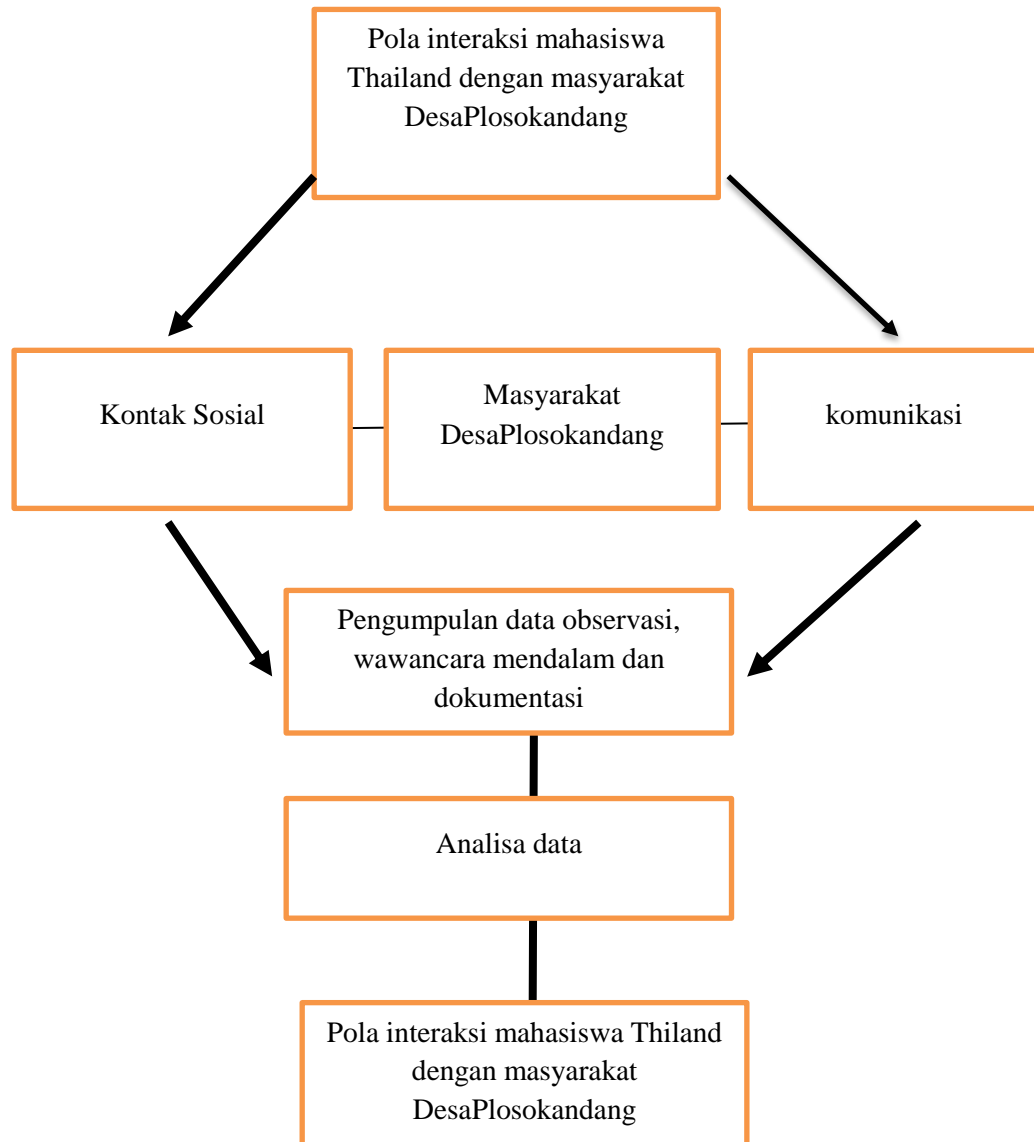 Pola interaksi mahasiswa
Thailand dengan masyarakat
DesaPlosokandang
Kontak Sosial
Masyarakat
DesaPlosokandang
komunikasi
Pengumpulan data observasi,
wawancara mendalam dan
dokumentasi
Analisa data
Pola interaksi mahasiswa Thiland
dengan masyarakat
DesaPlosokandang